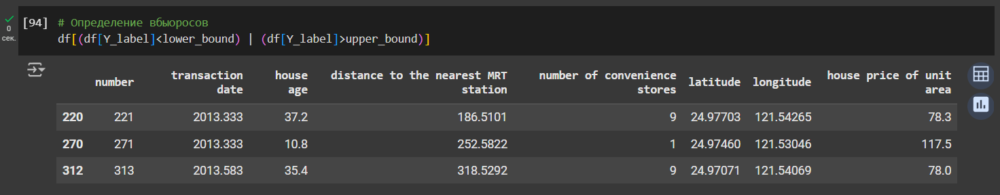 [94] # Определение вбыоросов
0 сек. df[(df[Y_label]<lower_bound) | (df[Y_label]>upper_bound)]
number transaction date house age distance to the nearest MRT station number of convenience stores latitude longitude house price of unit area
220 221 2013.333 37.2 186.5101 9 24.97703 121.54265 78.3
270 271 2013.333 10.8 252.5822 1 24.97460 121.53046 117.5
312 313 2013.583 35.4 318.5292 9 24.97071 121.54069 78.0